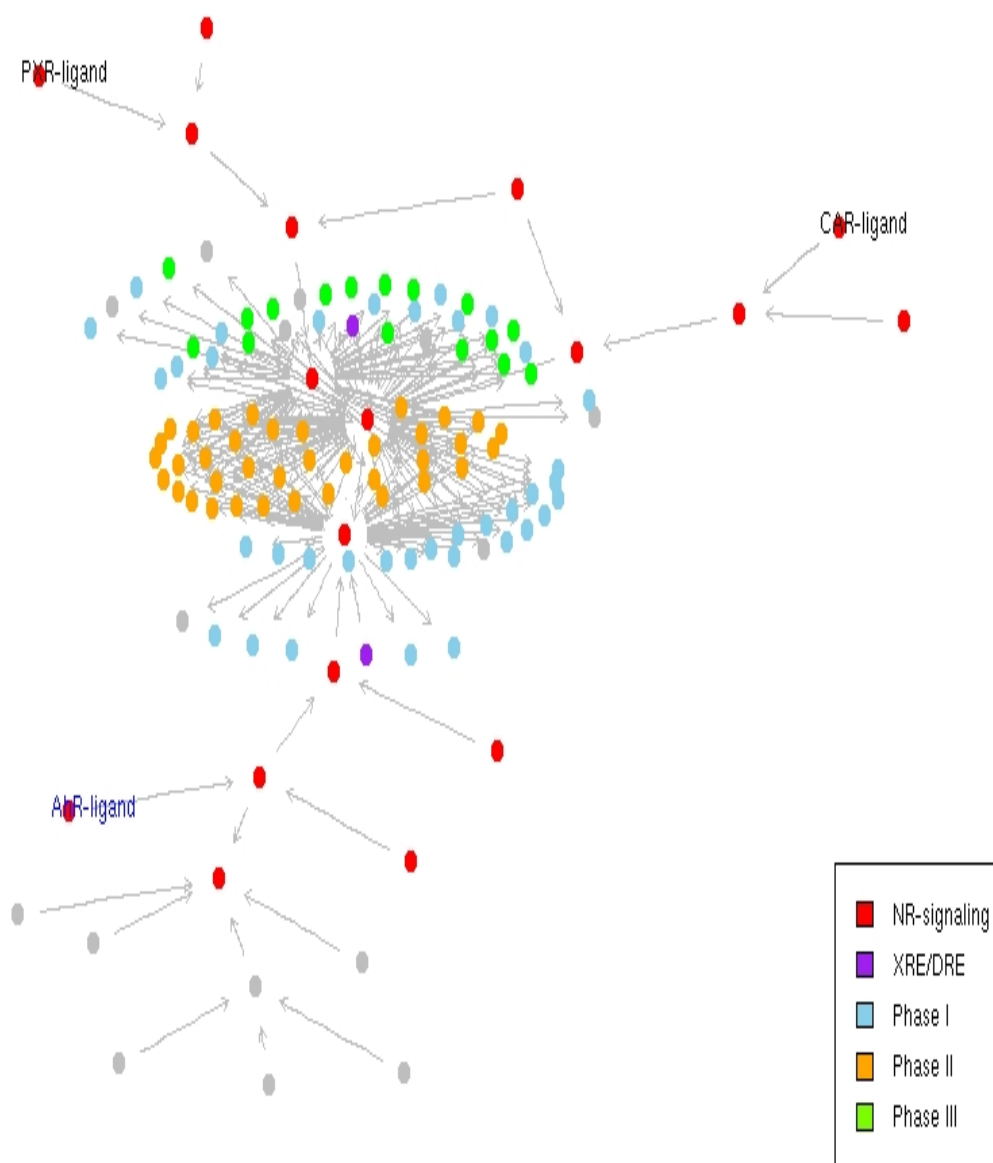 PXR-ligand
CAR-ligand
AhR-ligand
NR-signaling
XRE/DRE
Phase I
Phase II
Phase III